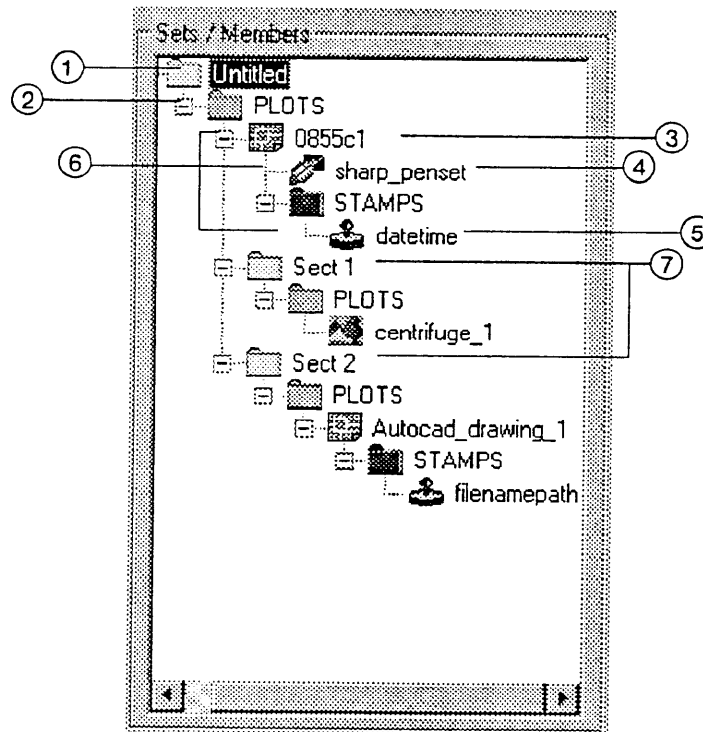 Sets / Members
1 Untitled
2 PLOTS
0855c1 3
6 sharp_penset 4
STAMPS
datetime 5
Sect 1 7
PLOTS
centrifuge_1
Sect 2
PLOTS
Autocad_drawing_1
STAMPS
filenamepath